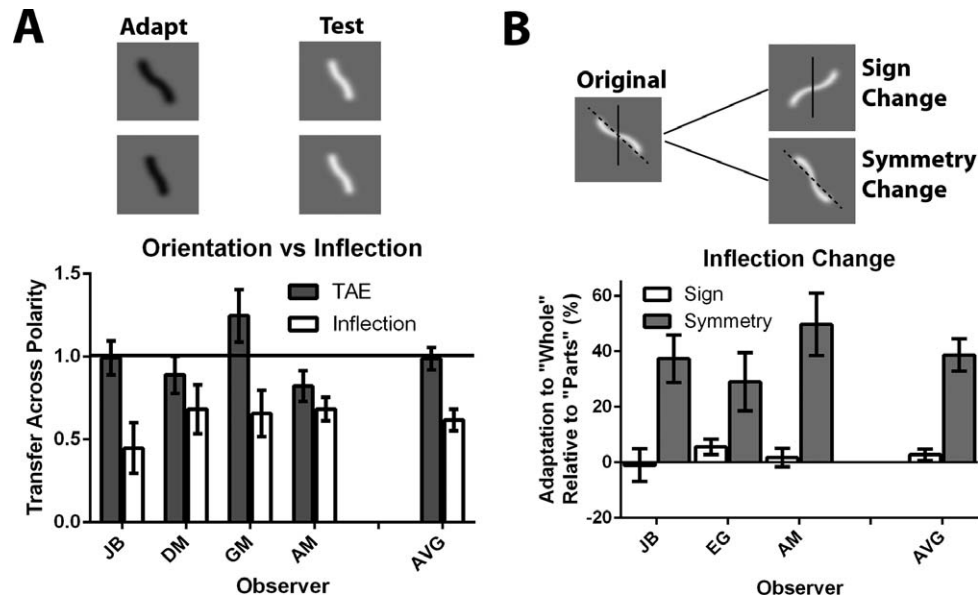 A
Adapt
Test
Orientation vs Inflection
TAE
Inflection
Transfer Across Polarity
1.5
1.0
0.5
0.0
JB
DM
GM
AM
AVG
Observer
B
Original
Sign
Change
Symmetry
Change
Inflection Change
Sign
Symmetry
Adaptation to "Whole"
Relative to "Parts" (%)
60
40
20
0
-20
JB
EG
AM
AVG
Observer